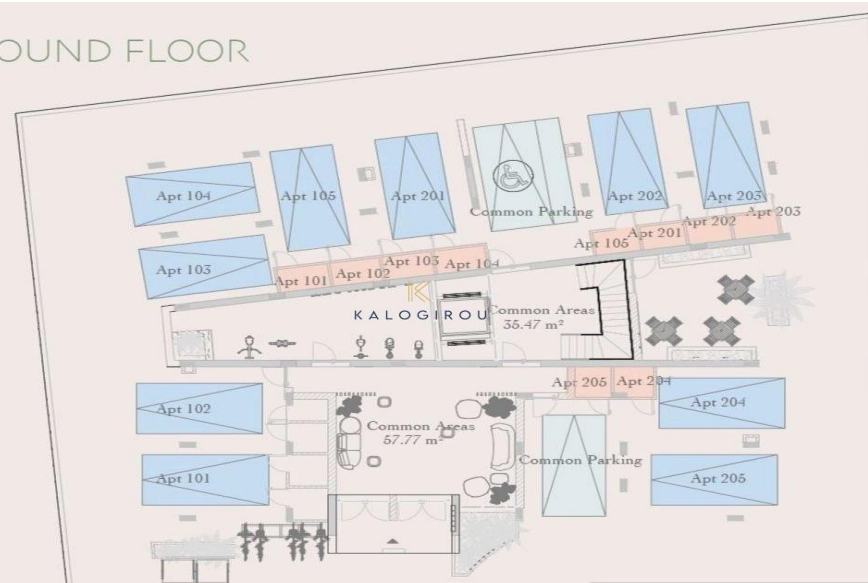 OUND FLOOR
Apt 104
Apt 105
Apt 201
Common Parking
Apt 202
Apt 203
Apt 103
Apt 101
Apt 102
Apt 103
Apt 104
Apt 105
Apt 201
Apt 202
Apt 203
KALOGIROU
Common Areas
35.47 m²
Apt 102
Apt 101
Common Areas
57.77 m²
Apt 205
Apt 204
Apt 204
Common Parking
Apt 205